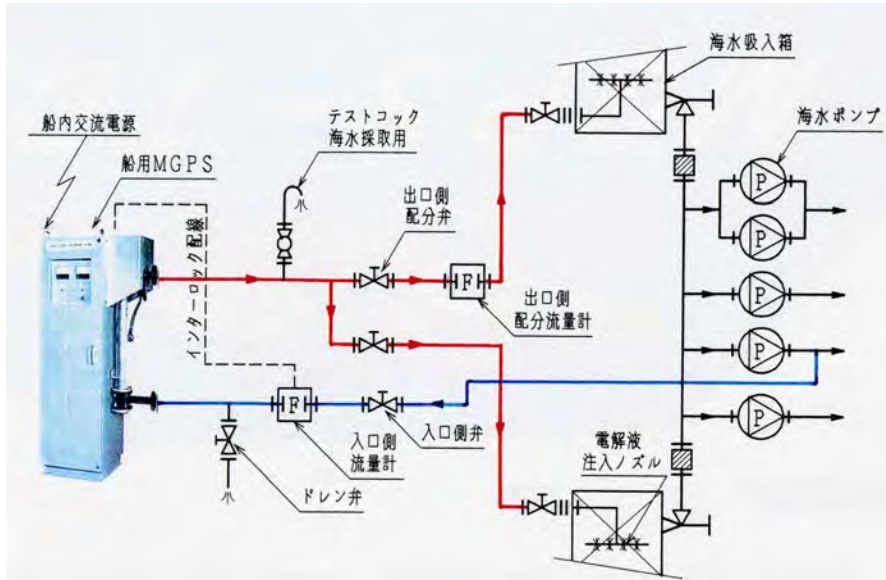 海水吸入箱
テストコック
海水採取用
船内交流電源
海水ポンプ
船用MGPS
出口側
配分弁
P
P
インターロック配線
F
出口側
配分流量計
P
P
F
入口側
流量計
入口側弁
電解液
注入ノズル
P
ドレン弁